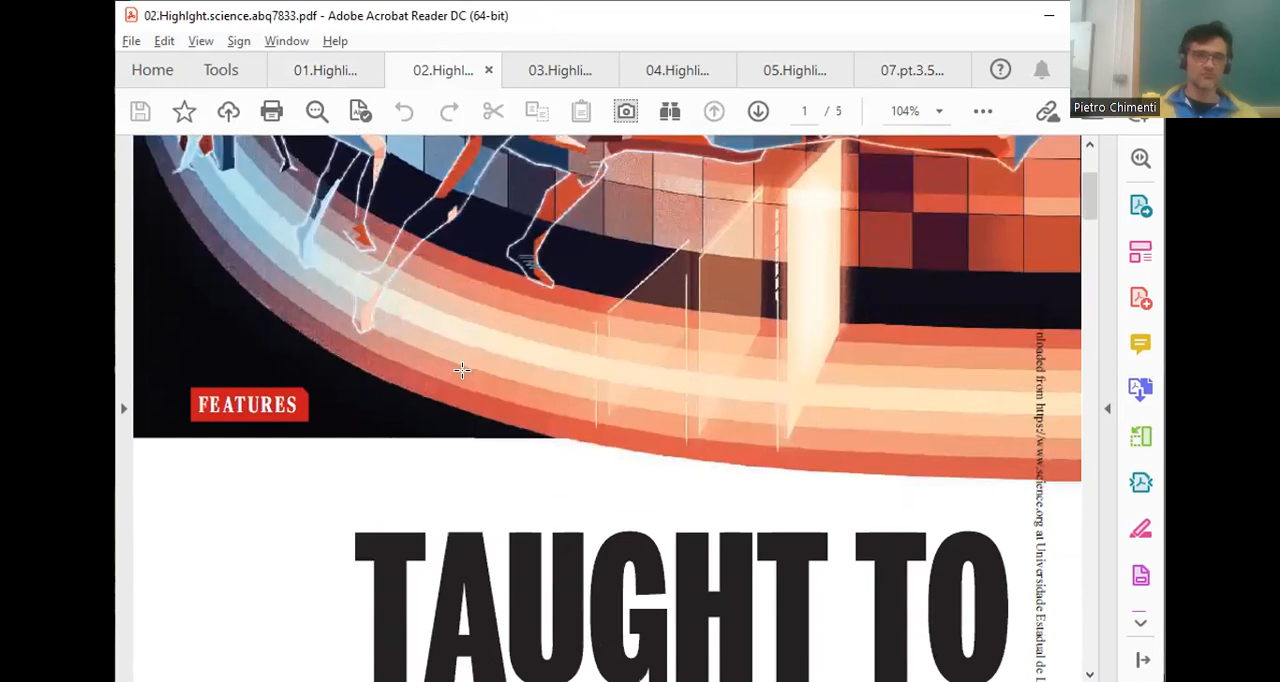 02.Highlght.science.abq7833.pdf - Adobe Acrobat Reader DC (64-bit)
File Edit View Sign Window Help
Home Tools 01.Highli... 02.Highl... 03.Highli... 04.Highli... 05.Highli... 07.pt.3.5...
Pietro Chimenti
1 / 5 104%
FEATURES
nloaded from https://www.science.org at Universidade Estadual de L
TAUGHT TO